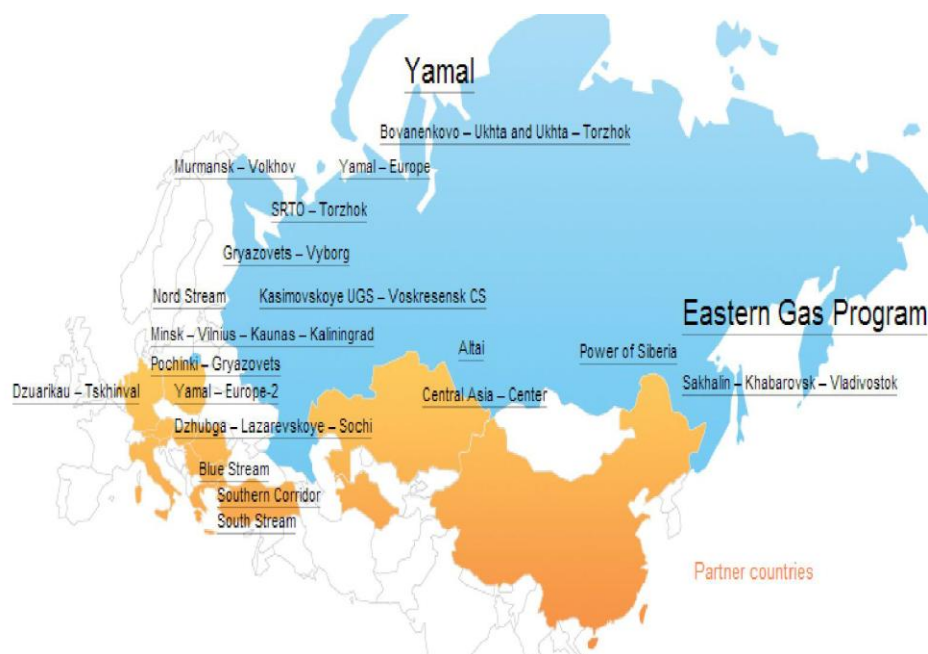 Yamal
Bovanenkovo – Ukhta and Ukhta – Torzhok
Murmansk – Volkhov
Yamal – Europe
SRTO – Torzhok
Gryazovets – Vyborg
Nord Stream
Kasimovskoye UGS – Voskresensk CS
Eastern Gas Program
Minsk – Vilnius – Kaunas – Kaliningrad
Altai
Power of Siberia
Pochinki – Gryazovets
Sakhalin – Khabarovsk – Vladivostok
Dzuarikau – Tskhinval
Yamal – Europe-2
Central Asia – Center
Dzhubga – Lazarevskoye – Sochi
Blue Stream
Southern Corridor
South Stream
Partner countries